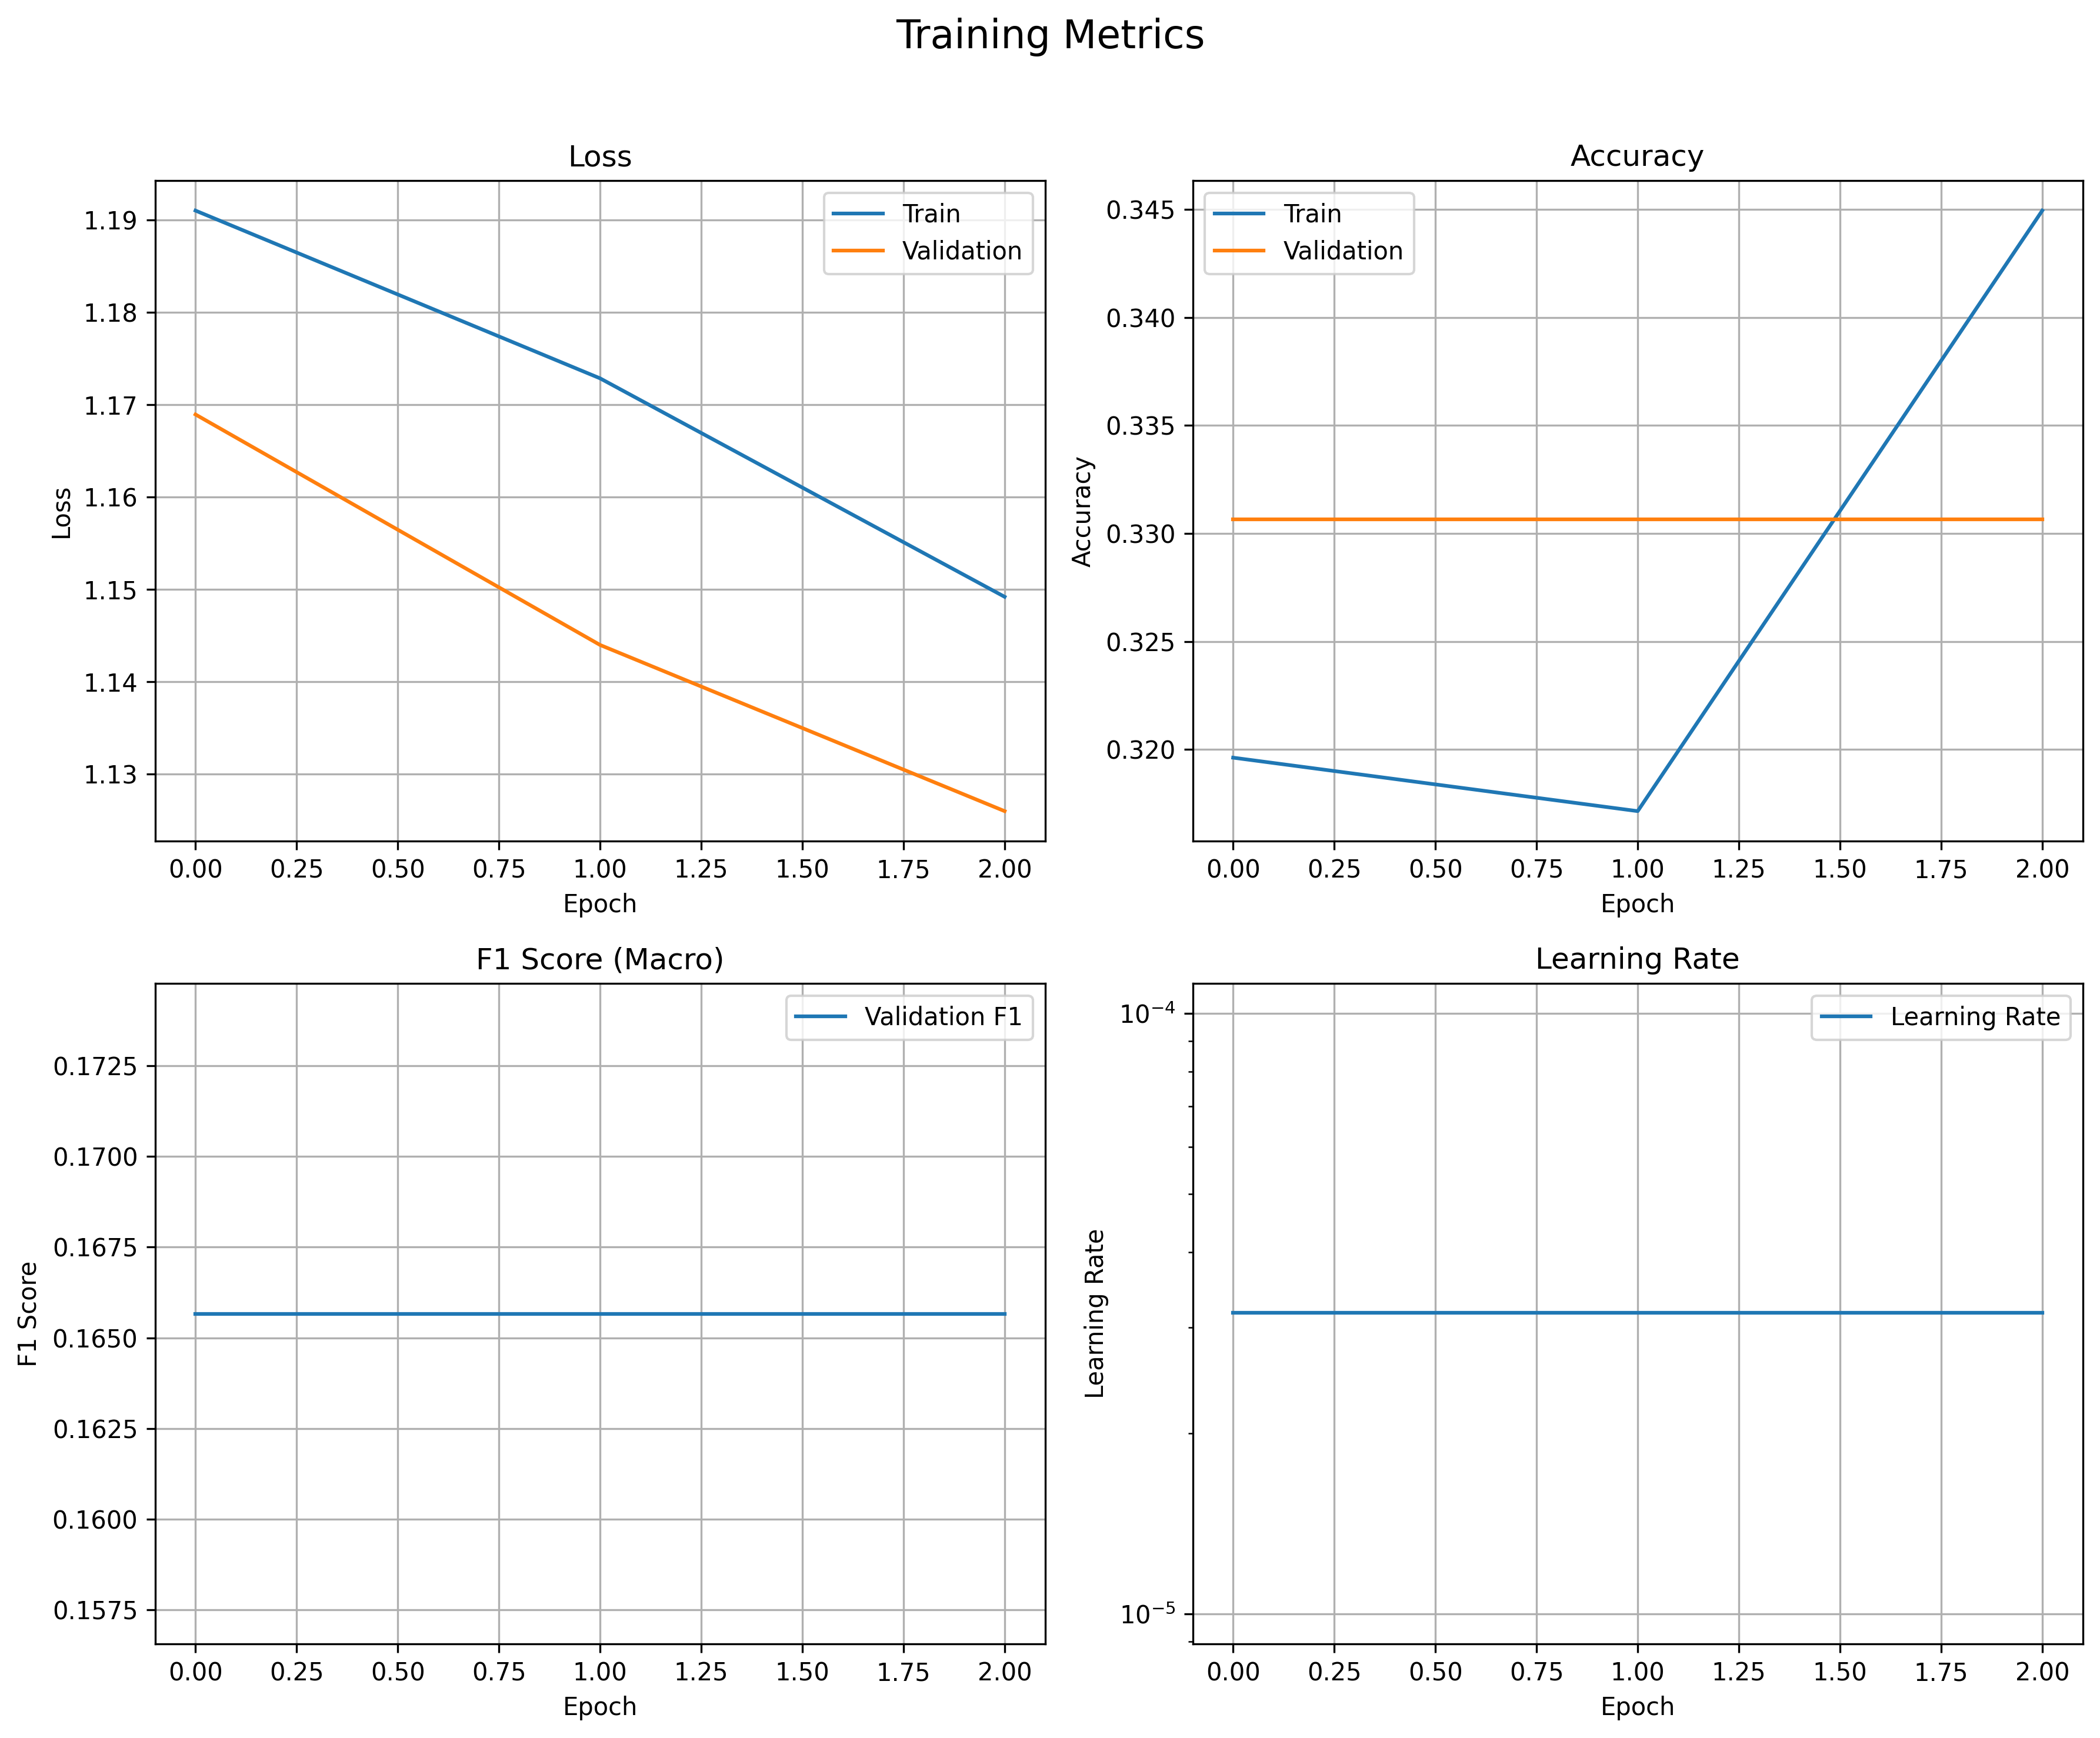 Training Metrics
Loss
Train
Validation
1.19
1.18
1.17
1.16
1.15
1.14
1.13
Loss
0.00 0.25 0.50 0.75 1.00 1.25 1.50 1.75 2.00
Epoch
Accuracy
Train
Validation
0.345
0.340
0.335
0.330
0.325
0.320
Accuracy
0.00 0.25 0.50 0.75 1.00 1.25 1.50 1.75 2.00
Epoch
F1 Score (Macro)
Validation F1
0.1725
0.1700
0.1675
0.1650
0.1625
0.1600
0.1575
F1 Score
0.00 0.25 0.50 0.75 1.00 1.25 1.50 1.75 2.00
Epoch
Learning Rate
Learning Rate
10⁻⁴
10⁻⁵
Learning Rate
0.00 0.25 0.50 0.75 1.00 1.25 1.50 1.75 2.00
Epoch